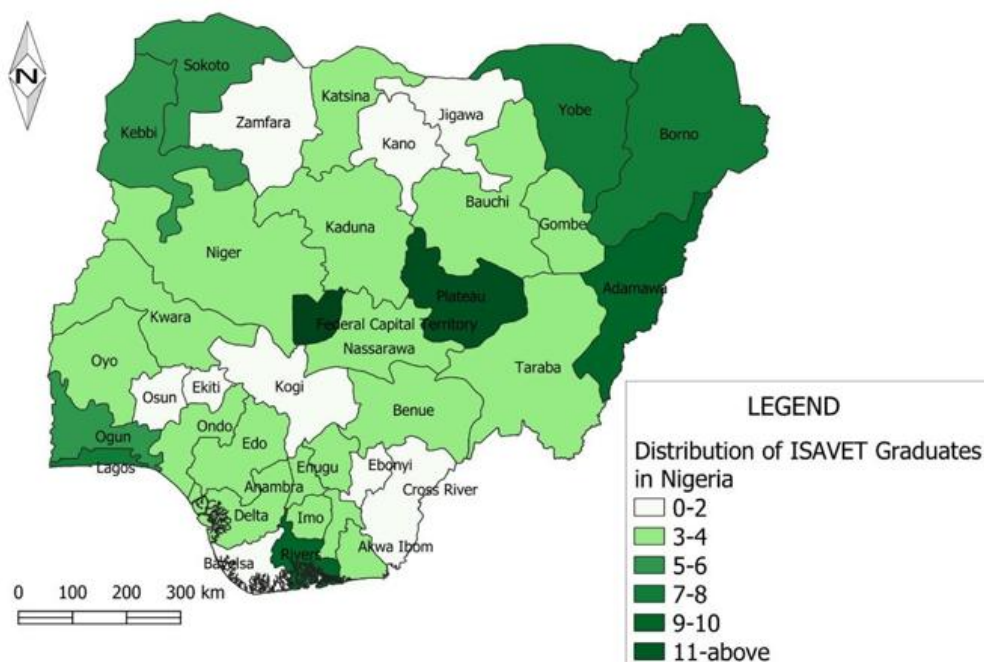 N
Sokoto
Katsina
Jigawa
Yobe
Borno
Zamfara
Kebbi
Kano
Bauchi
Gombe
Kaduna
Niger
Adamawa
Plateau
Kwara
Federal Capital Territory
Nassarawa
Oyo
Taraba
Kogi
Ekiti
Osun
Benue
Ondo
Ogun
Edo
Lagos
Enugu
Ebonyi
Anambra
Cross River
Delta
Imo
Akwa Ibom
Rivers
Bayelsa
0 100 200 300 km
LEGEND
Distribution of ISAVET Graduates
in Nigeria
0-2
3-4
5-6
7-8
9-10
11-above